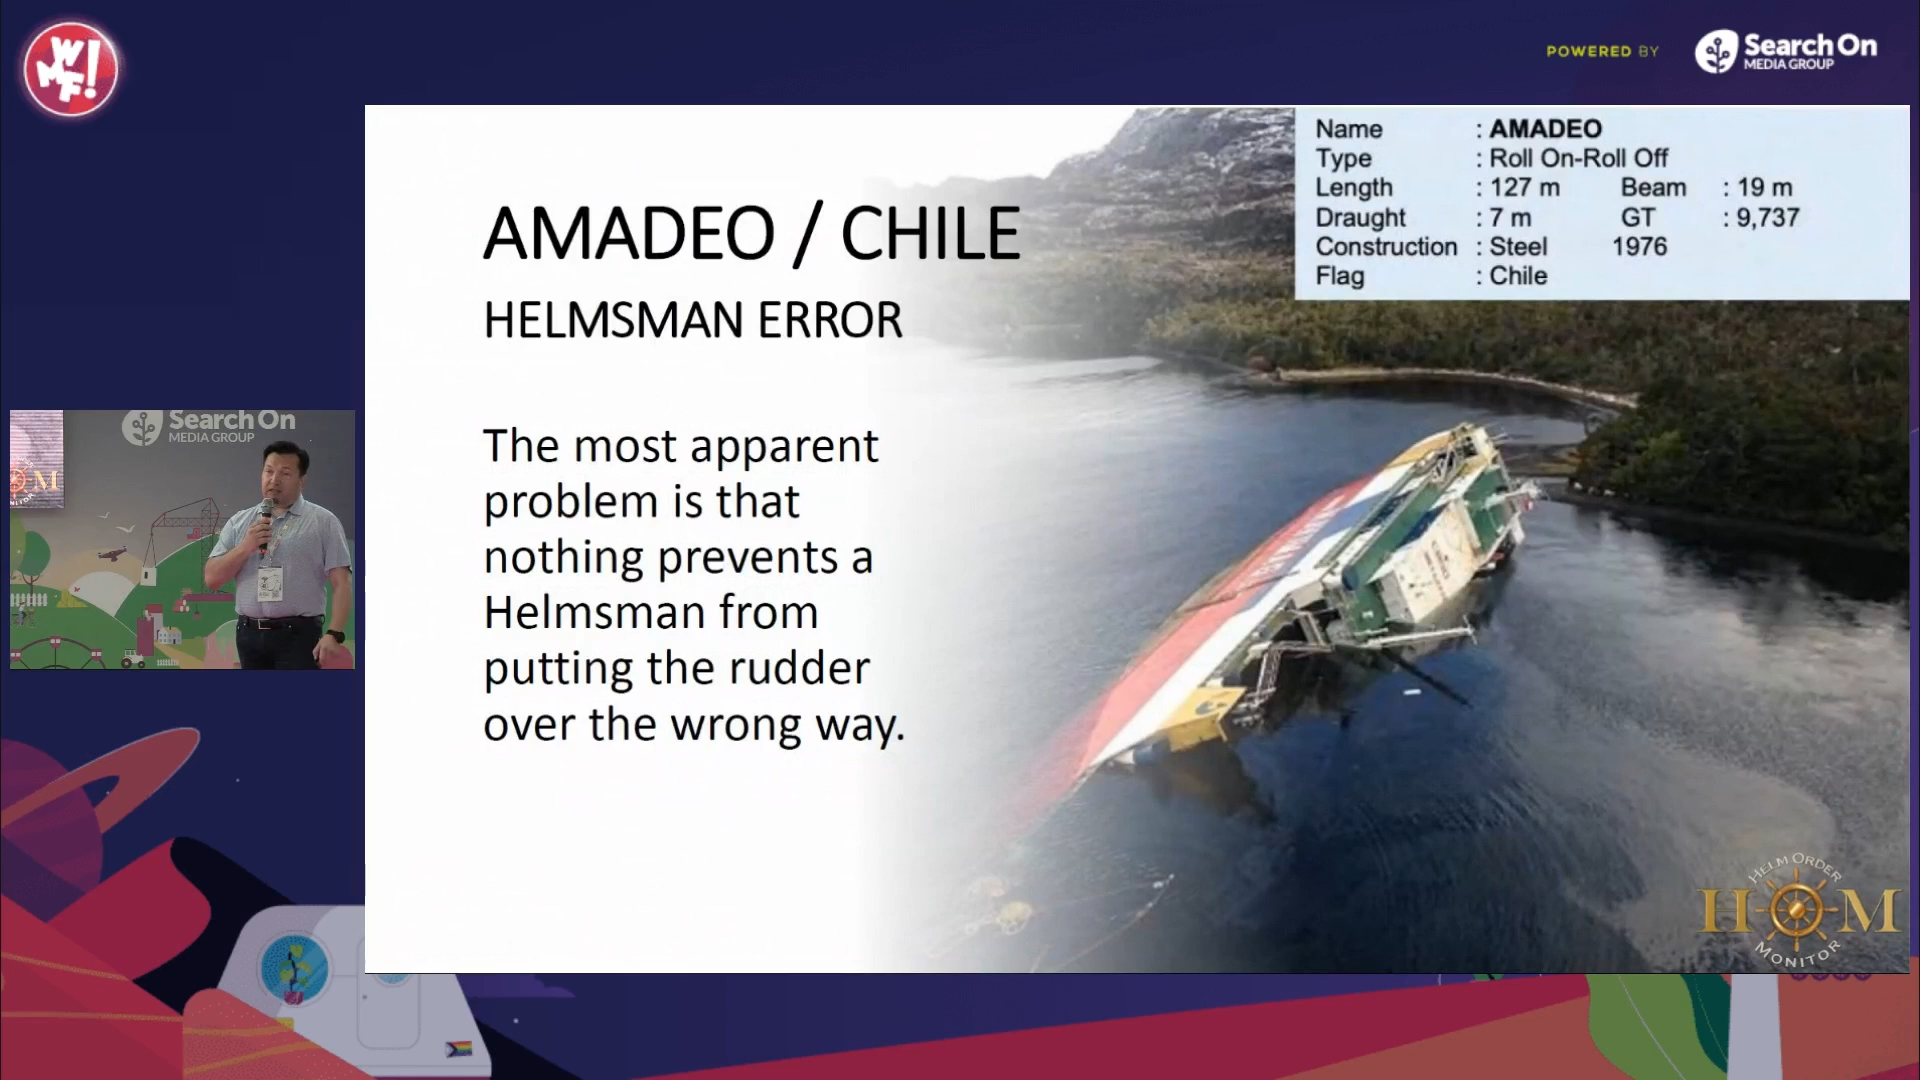 W!
MF
POWERED BY
Search On
MEDIA GROUP
Name : AMADEO
Type : Roll On-Roll Off
Length : 127 m Beam : 19 m
Draught : 7 m GT : 9,737
Construction : Steel 1976
Flag : Chile
AMADEO / CHILE
HELMSMAN ERROR
The most apparent
problem is that
nothing prevents a
Helmsman from
putting the rudder
over the wrong way.
Search On
MEDIA GROUP
M
HELM ORDER
H M
MONITOR